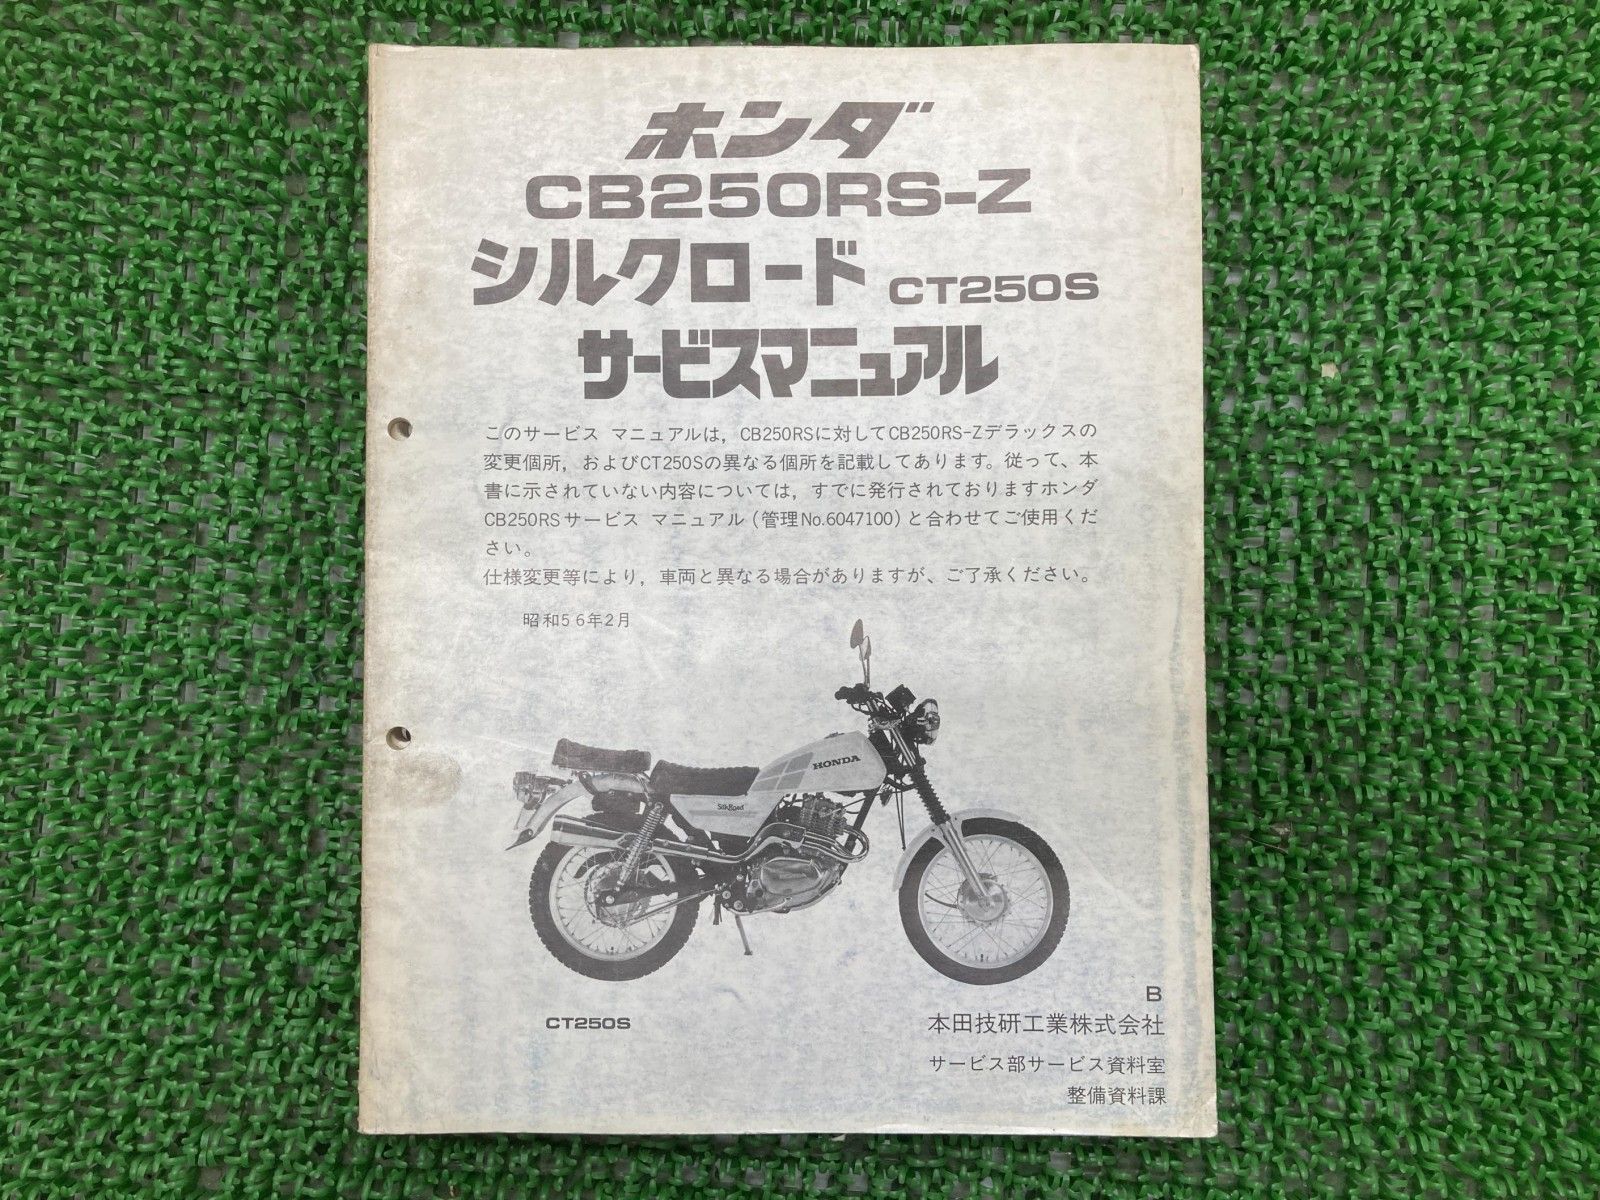 ホンダ
CB250RS-Z
シルクロード CT250S
サービスマニュアル
このサービス マニュアルは，CB250RSに対してCB250RS-Zデラックスの
変更個所，およびCT250Sの異なる個所を記載してあります。従って、本
書に示されていない内容については，すでに発行されておりますホンダ
CB250RSサービス マニュアル（管理No.6047100）と合わせてご使用くだ
さい。
仕様変更等により，車両と異なる場合がありますが、ご了承ください。
昭和56年2月
HONDA
SilkRoad
B
CT250S
本田技研工業株式会社
サービス部サービス資料室
整備資料課